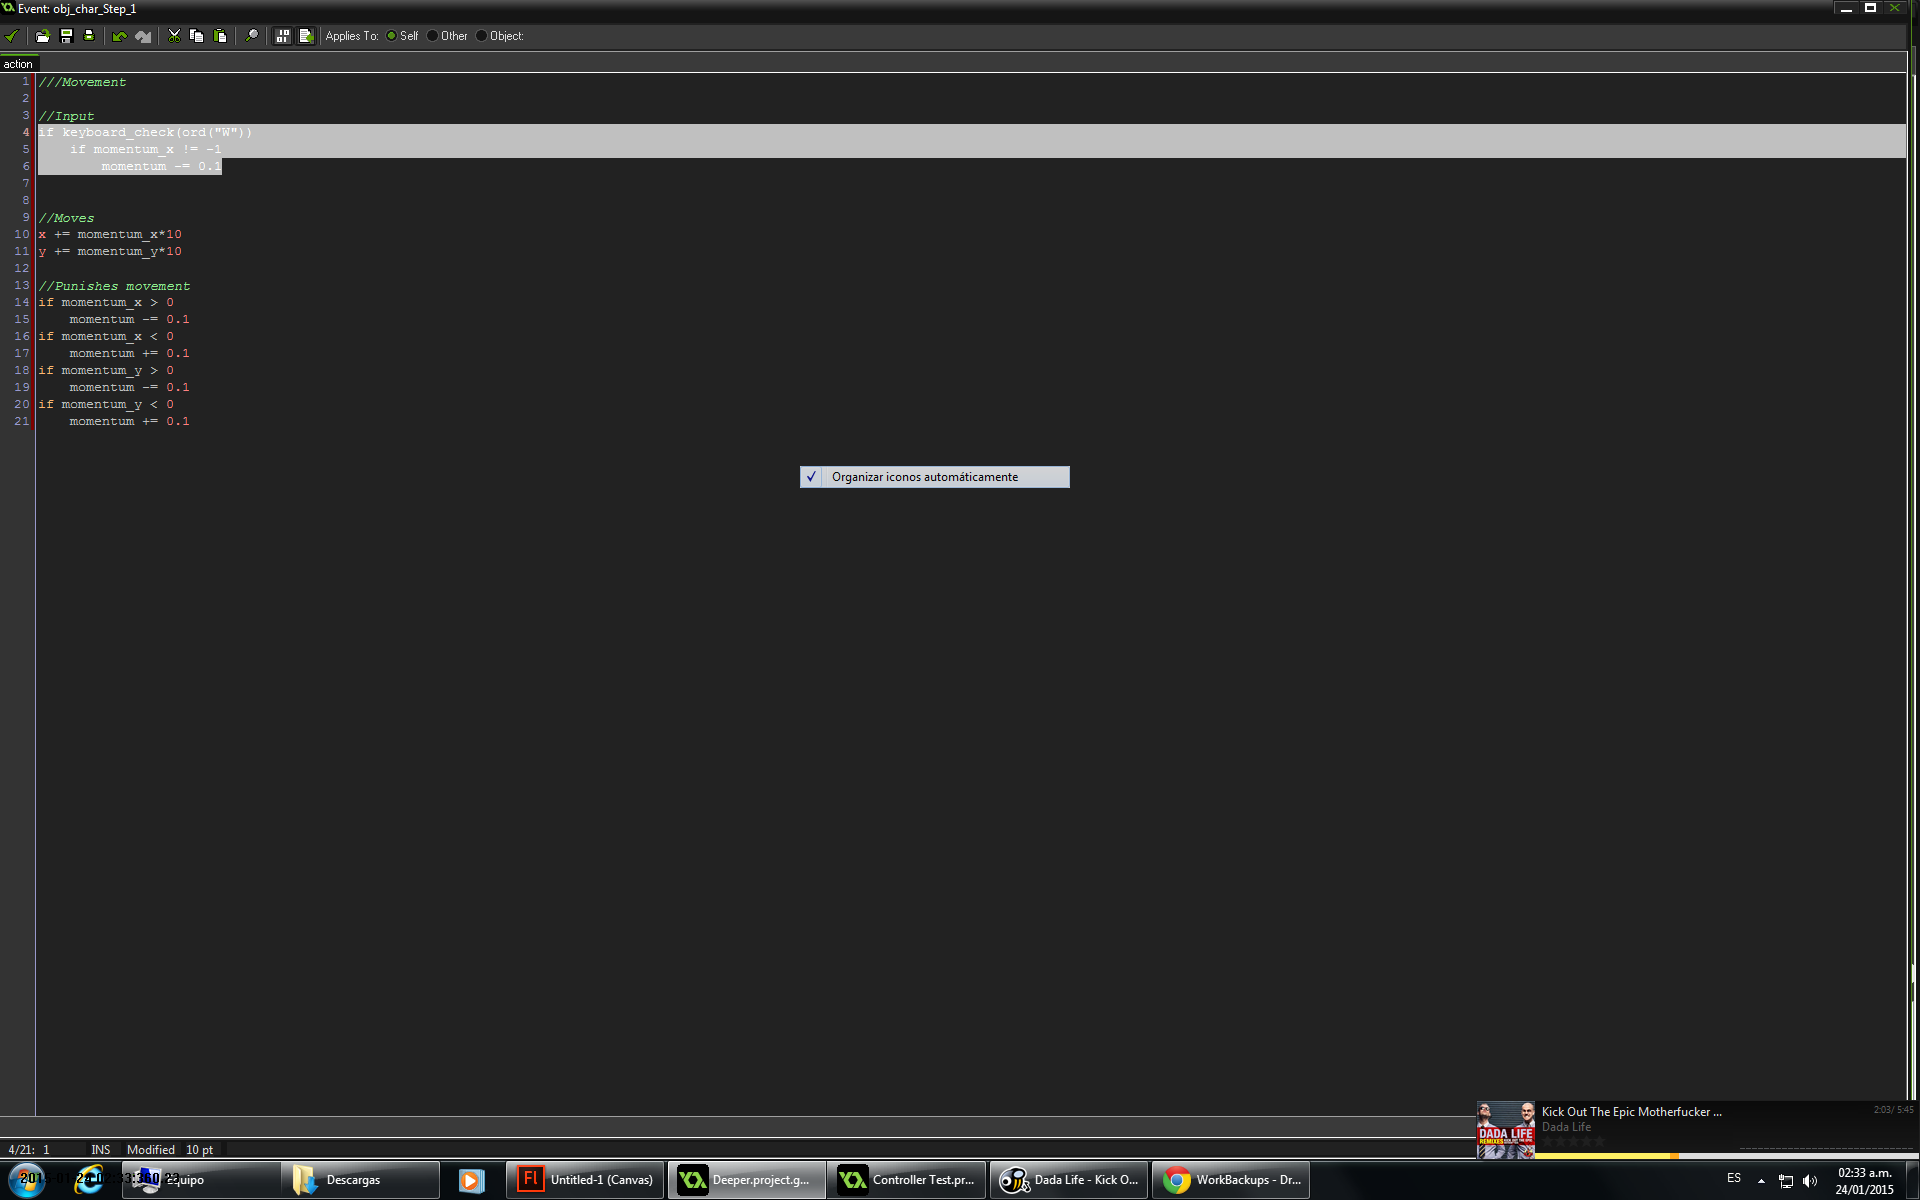 Event: obj_char_Step_1
Applies To: Self Other Object:
action
1 ///Movement
2
3 //Input
4 if keyboard_check(ord("W"))
5 if momentum_x != -1
6 momentum -= 0.1
7
8
9 //Moves
10 x += momentum_x*10
11 y += momentum_y*10
12
13 //Punishes movement
14 if momentum_x > 0
15 momentum -= 0.1
16 if momentum_x < 0
17 momentum += 0.1
18 if momentum_y > 0
19 momentum -= 0.1
20 if momentum_y < 0
21 momentum += 0.1
Organizar iconos automáticamente
Kick Out The Epic Motherfucker ...
2:03/ 5:45
Dada Life
DADA LIFE
4/21: 1 INS Modified 10 pt
Equipo
Descargas
Fl
Untitled-1 (Canvas)
Deeper.project.g...
Controller Test.pr...
Dada Life - Kick O...
WorkBackups - Dr...
ES
02:33 a.m.
24/01/2015